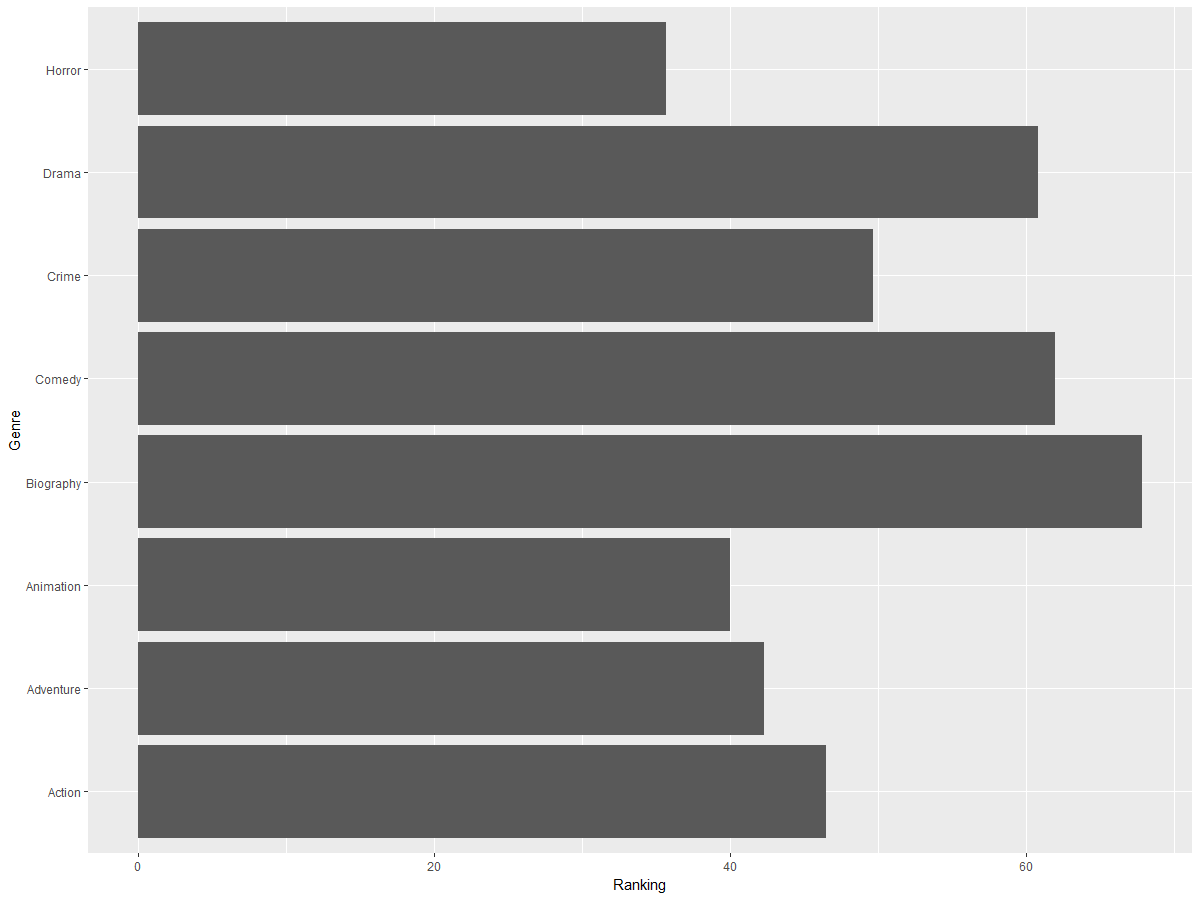 Horror
Drama
Crime
Comedy
Genre
Biography
Animation
Adventure
Action
0 20 40 60
Ranking